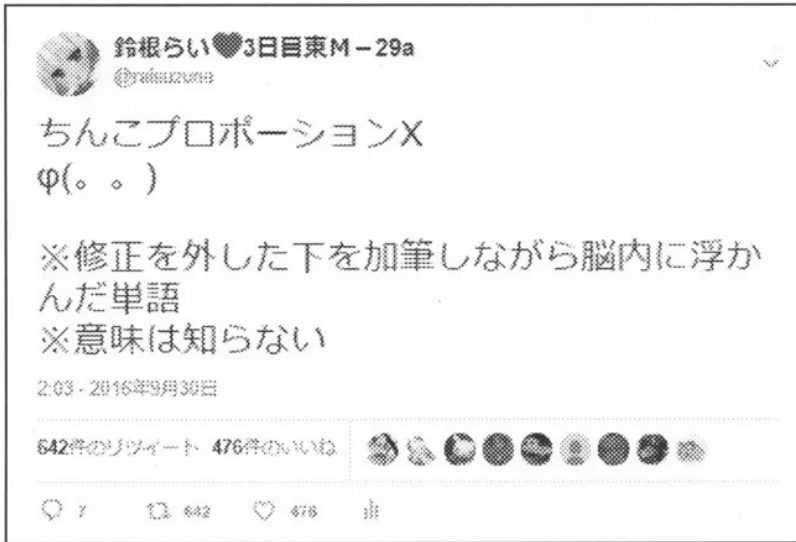 鈴根らい♥3日目東M-29a
@raisuzune
ちんこプロポーションX
φ(。。)
※修正を外した下を加筆しながら脳内に浮か
んだ単語
※意味は知らない
2:03 - 2016年9月30日
642件のリツイート 476件のいいね
7 642 476